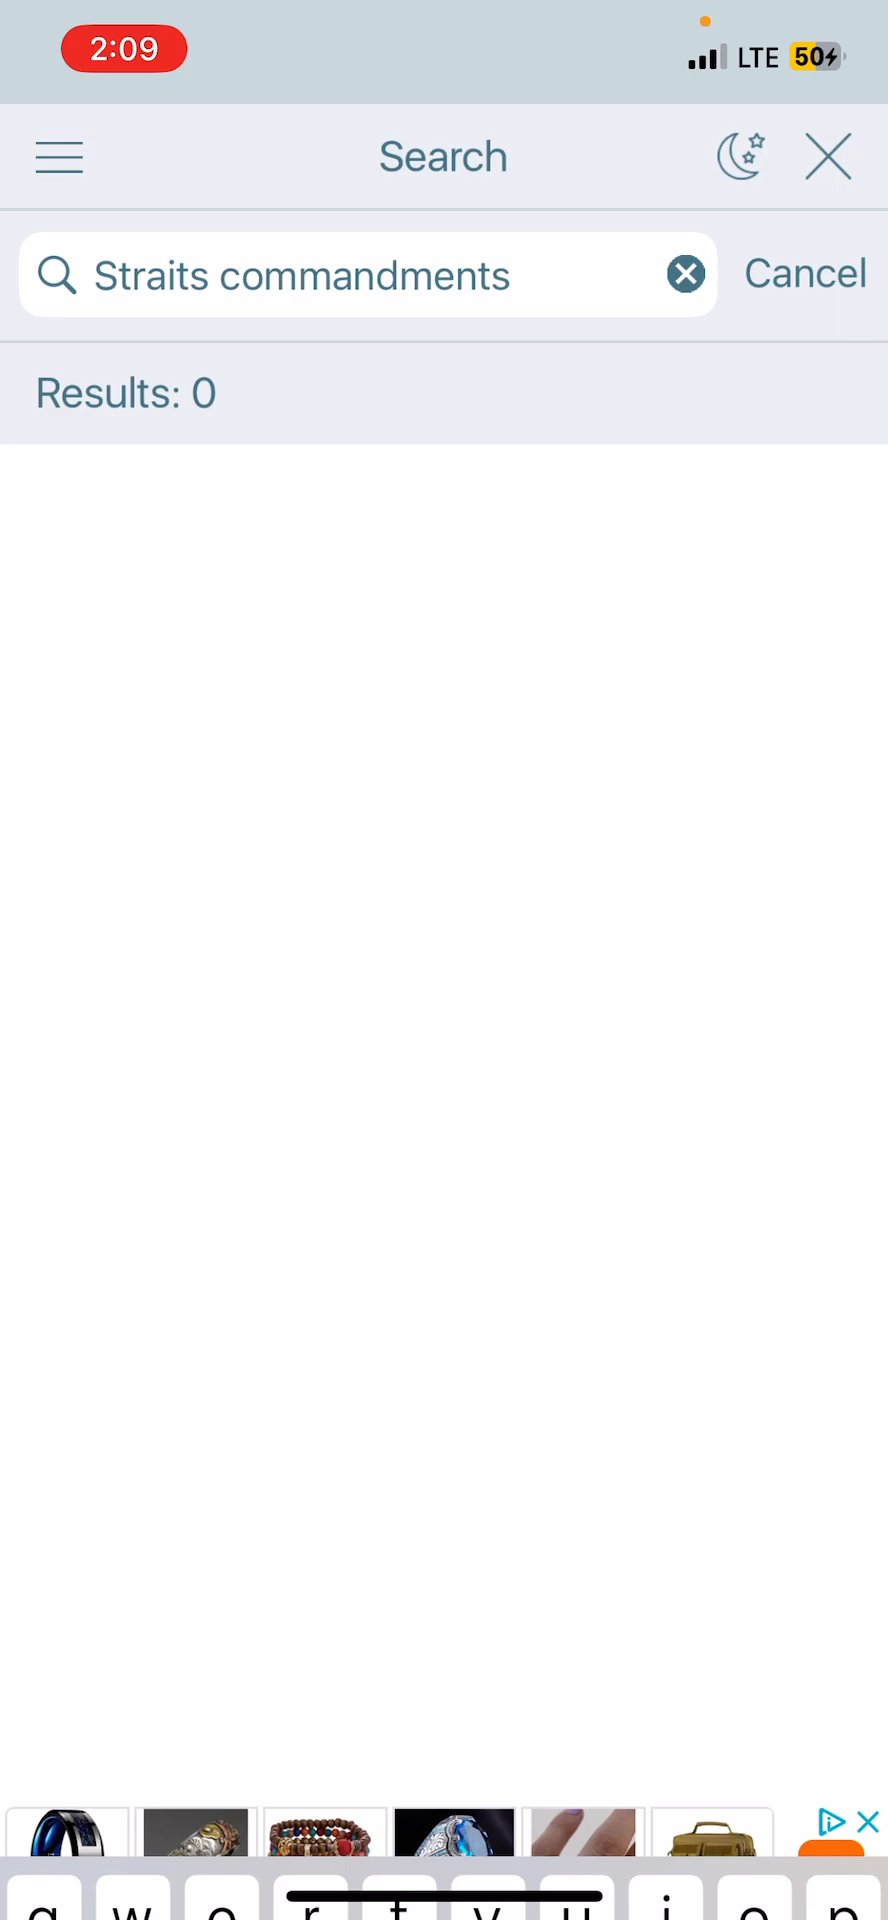 2:09
LTE 50
Search
Straits commandments
Cancel
Results: 0
q w e r t y u i o p